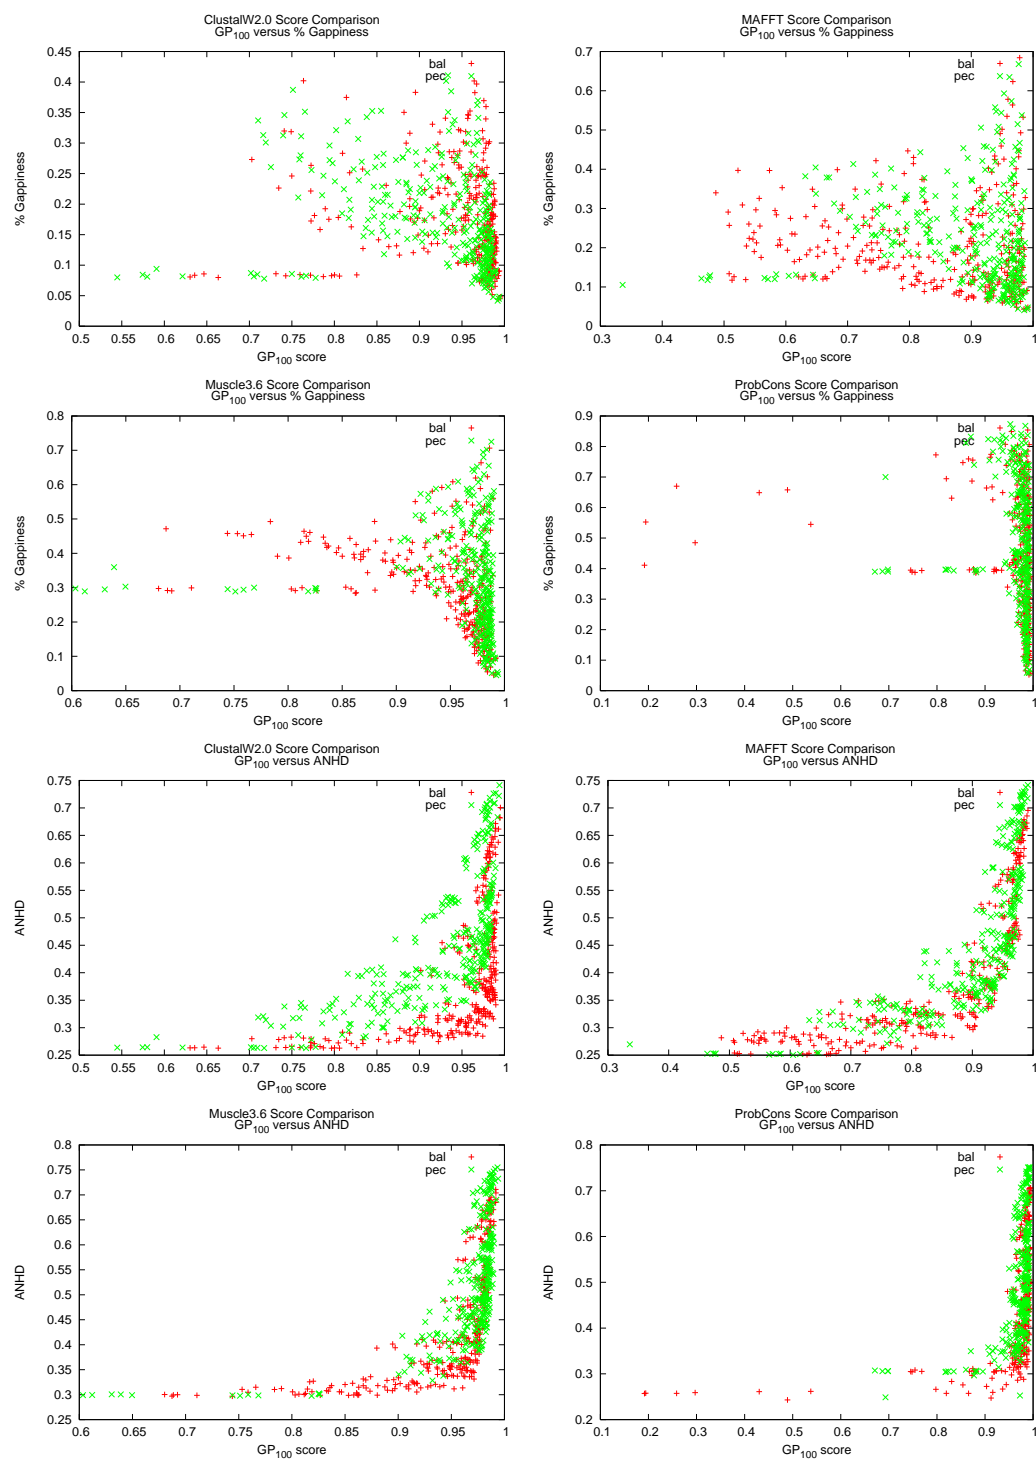 ClustalW2.0 Score Comparison
GP100 versus % Gappiness
% Gappiness
0.45
0.4
0.35
0.3
0.25
0.2
0.15
0.1
0.05
0
bal
pec
0.5 0.55 0.6 0.65 0.7 0.75 0.8 0.85 0.9 0.95 1
GP100 score
MAFFT Score Comparison
GP100 versus % Gappiness
% Gappiness
0.7
0.6
0.5
0.4
0.3
0.2
0.1
0
bal
pec
0.3 0.4 0.5 0.6 0.7 0.8 0.9 1
GP100 score
Muscle3.6 Score Comparison
GP100 versus % Gappiness
% Gappiness
0.8
0.7
0.6
0.5
0.4
0.3
0.2
0.1
0
bal
pec
0.6 0.65 0.7 0.75 0.8 0.85 0.9 0.95 1
GP100 score
ProbCons Score Comparison
GP100 versus % Gappiness
% Gappiness
0.9
0.8
0.7
0.6
0.5
0.4
0.3
0.2
0.1
0
bal
pec
0.1 0.2 0.3 0.4 0.5 0.6 0.7 0.8 0.9 1
GP100 score
ClustalW2.0 Score Comparison
GP100 versus ANHD
ANHD
0.75
0.7
0.65
0.6
0.55
0.5
0.45
0.4
0.35
0.3
0.25
bal
pec
0.5 0.55 0.6 0.65 0.7 0.75 0.8 0.85 0.9 0.95 1
GP100 score
MAFFT Score Comparison
GP100 versus ANHD
ANHD
0.75
0.7
0.65
0.6
0.55
0.5
0.45
0.4
0.35
0.3
0.25
bal
pec
0.3 0.4 0.5 0.6 0.7 0.8 0.9 1
GP100 score
Muscle3.6 Score Comparison
GP100 versus ANHD
ANHD
0.8
0.75
0.7
0.65
0.6
0.55
0.5
0.45
0.4
0.35
0.3
0.25
bal
pec
0.6 0.65 0.7 0.75 0.8 0.85 0.9 0.95 1
GP100 score
ProbCons Score Comparison
GP100 versus ANHD
ANHD
0.8
0.7
0.6
0.5
0.4
0.3
0.2
bal
pec
0.1 0.2 0.3 0.4 0.5 0.6 0.7 0.8 0.9 1
GP100 score